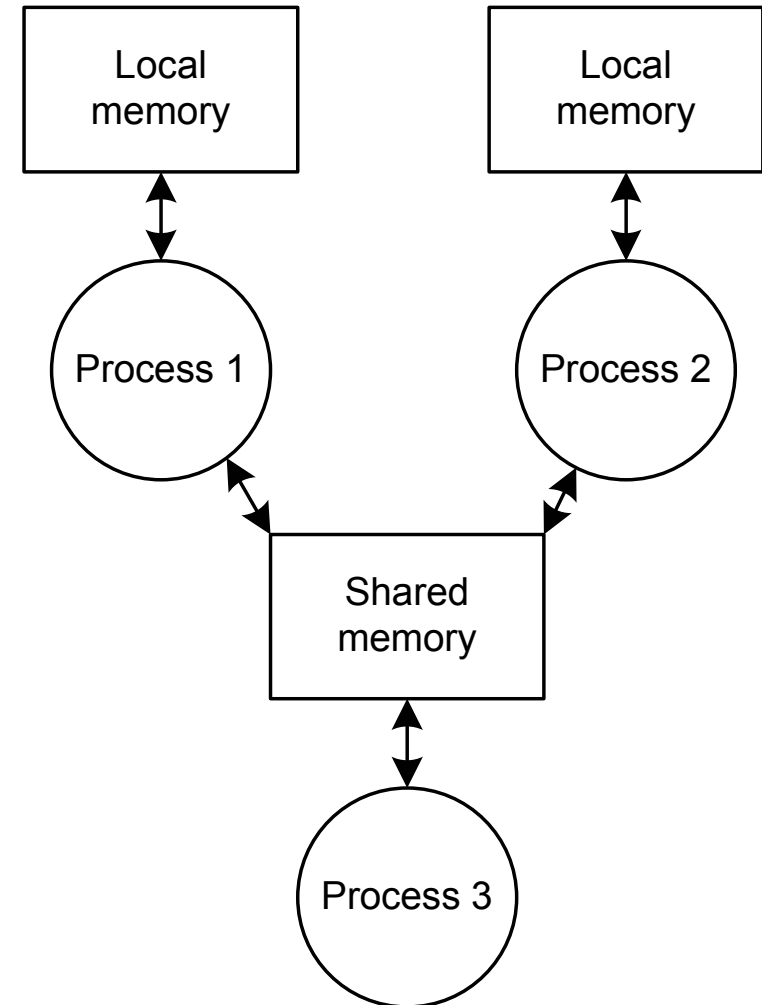 Local
memory
Local
memory
Process 1
Process 2
Shared
memory
Process 3